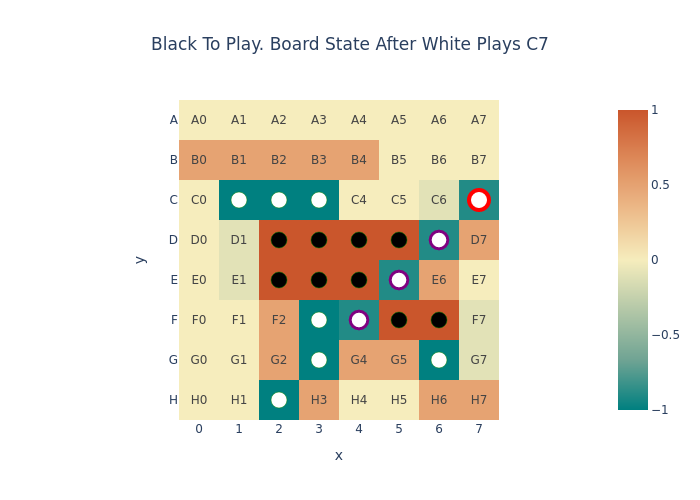 Black To Play. Board State After White Plays C7
A A0 A1 A2 A3 A4 A5 A6 A7
B B0 B1 B2 B3 B4 B5 B6 B7
C C0 C4 C5 C6
D D0 D1 D7
E E0 E1 E6 E7
F F0 F1 F2 F7
G G0 G1 G2 G4 G5 G7
H H0 H1 H3 H4 H5 H6 H7
0 1 2 3 4 5 6 7
x
y
1
0.5
0
−0.5
−1